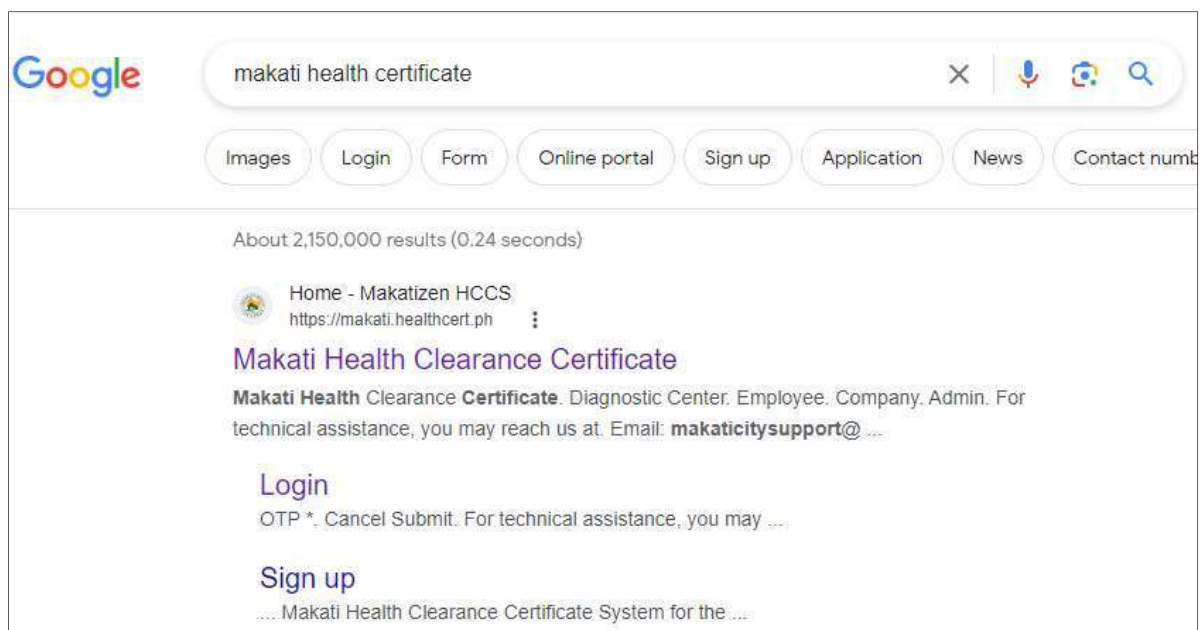 Google
makati health certificate
Images Login Form Online portal Sign up Application News Contact numb
About 2,150,000 results (0.24 seconds)
Home - Makatizen HCCS
https://makati.healthcert.ph
Makati Health Clearance Certificate
Makati Health Clearance Certificate. Diagnostic Center. Employee. Company. Admin. For
technical assistance, you may reach us at. Email: makaticitysupport@ ...
Login
OTP *. Cancel Submit. For technical assistance, you may ...
Sign up
... Makati Health Clearance Certificate System for the ...